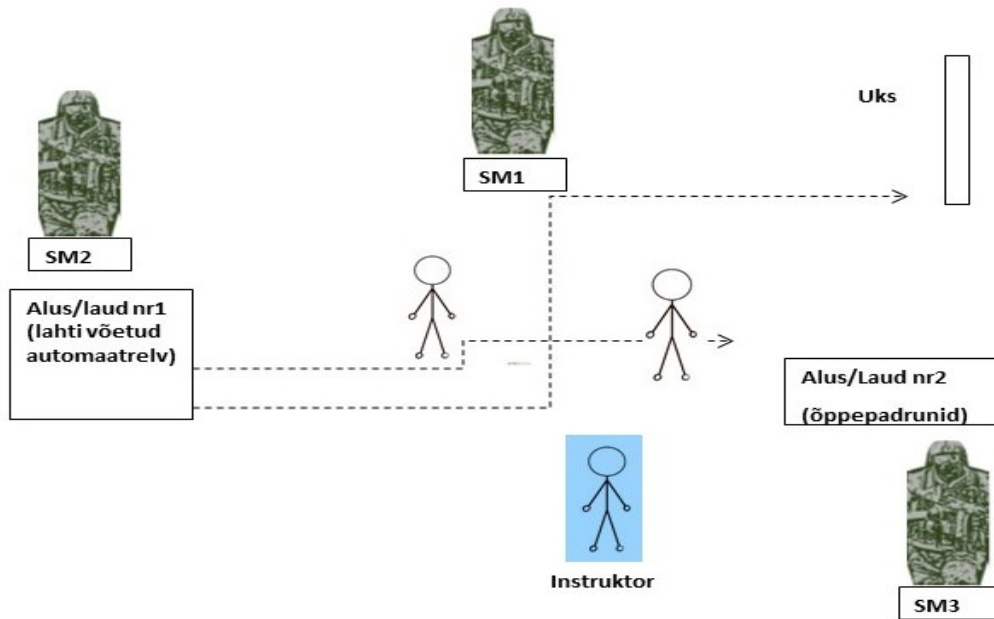 Uks
SM1
SM2
Alus/laud nr1
(lahti võetud
automaatrelv)
Alus/Laud nr2
(õppepadrunid)
Instruktor
SM3